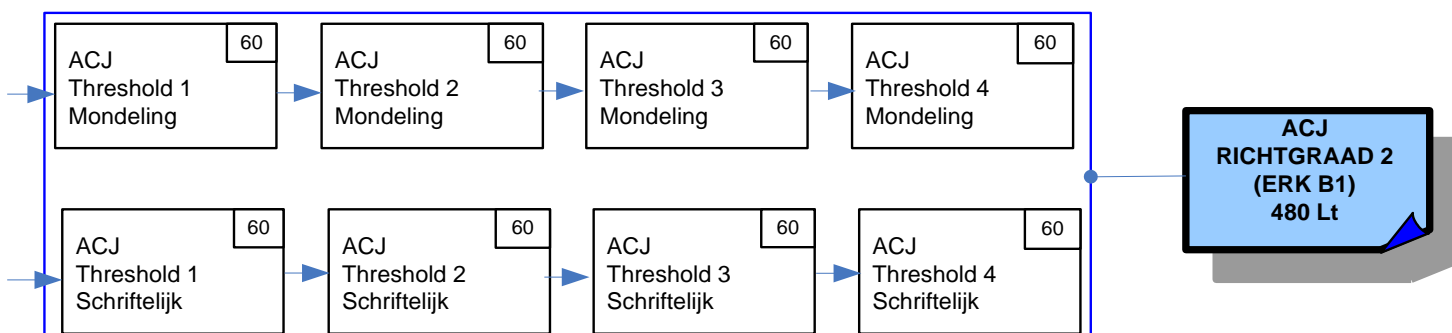 60
ACJ
Threshold 1
Mondeling
60
ACJ
Threshold 2
Mondeling
60
ACJ
Threshold 3
Mondeling
60
ACJ
Threshold 4
Mondeling
ACJ
RICHTGRAAD 2
(ERK B1)
480 Lt
60
ACJ
Threshold 1
Schriftelijk
60
ACJ
Threshold 2
Schriftelijk
60
ACJ
Threshold 3
Schriftelijk
60
ACJ
Threshold 4
Schriftelijk